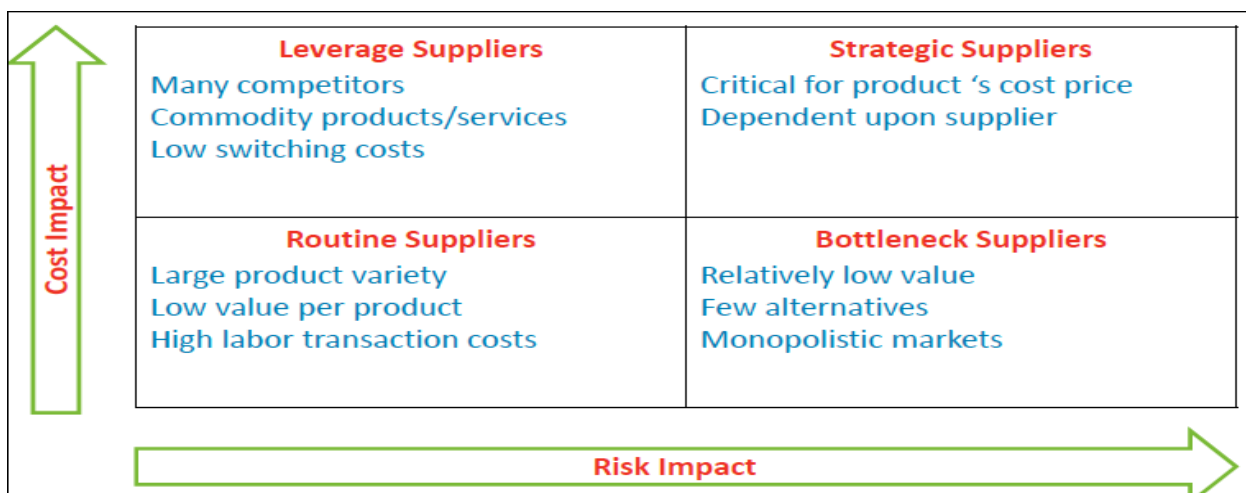 Leverage Suppliers
Many competitors
Commodity products/services
Low switching costs
Strategic Suppliers
Critical for product ‘s cost price
Dependent upon supplier
Cost Impact
Routine Suppliers
Large product variety
Low value per product
High labor transaction costs
Bottleneck Suppliers
Relatively low value
Few alternatives
Monopolistic markets
Risk Impact